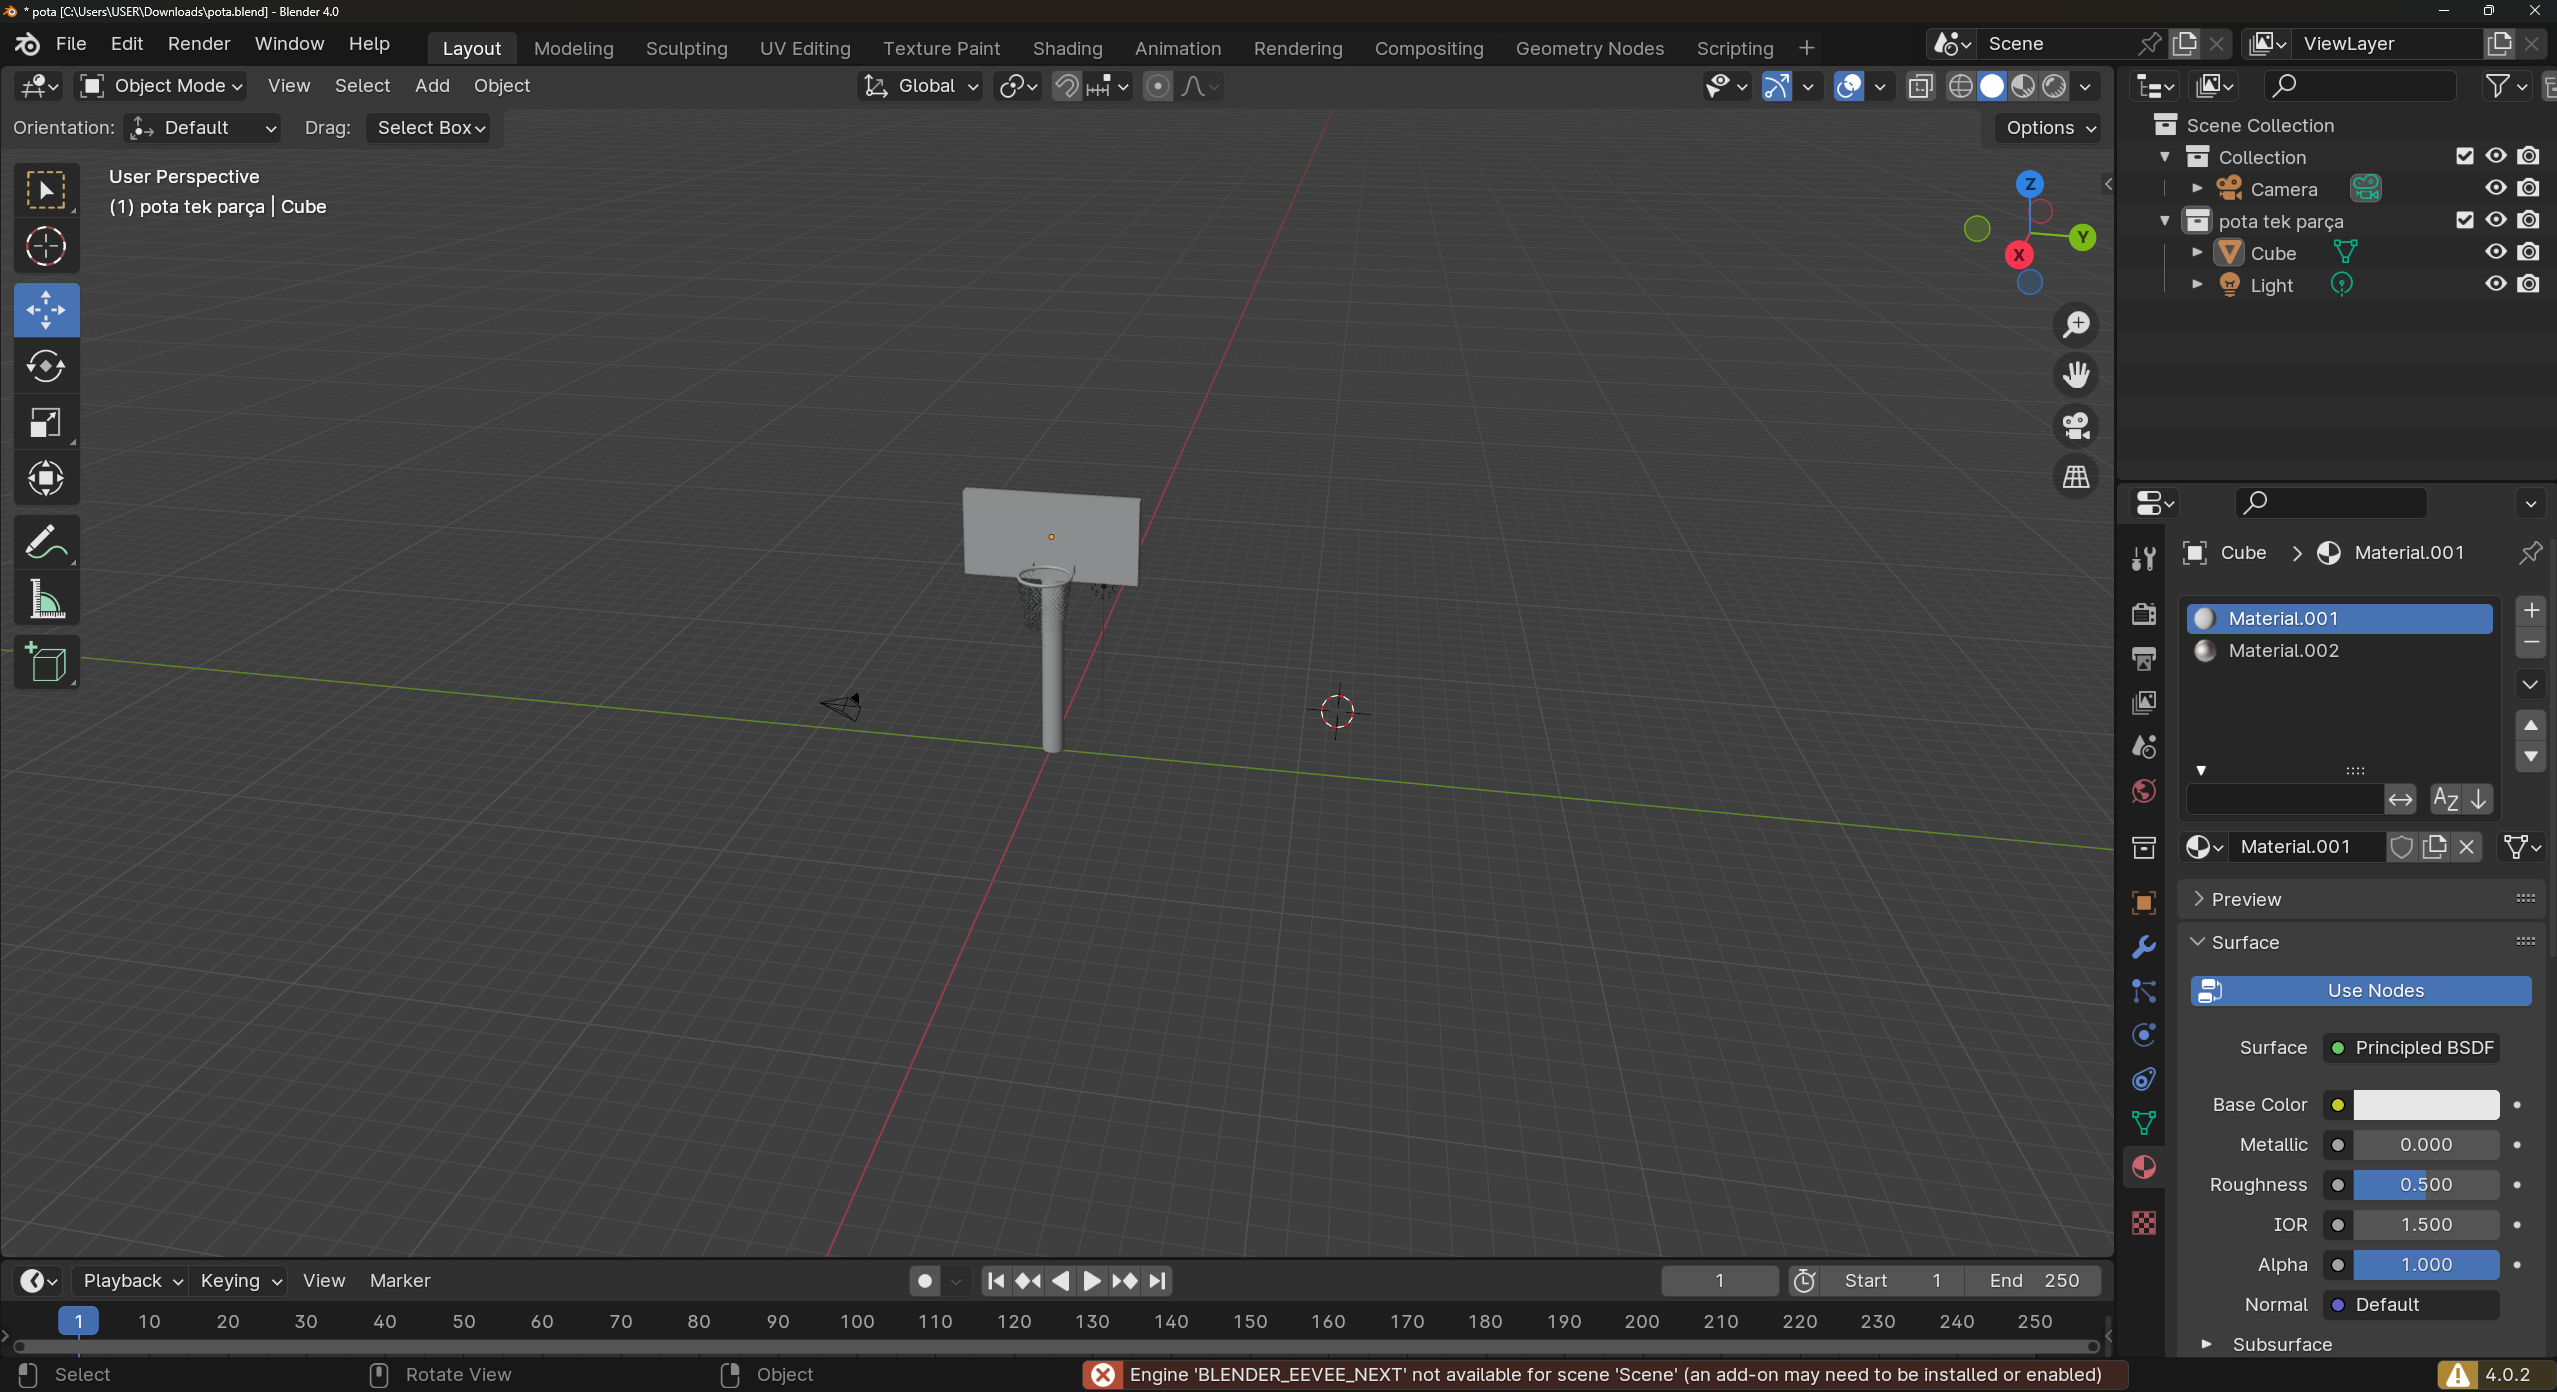 * pota [C:\Users\USER\Downloads\pota.blend] - Blender 4.0
File Edit Render Window Help
Layout Modeling Sculpting UV Editing Texture Paint Shading Animation Rendering Compositing Geometry Nodes Scripting +
Scene
ViewLayer
Object Mode View Select Add Object
Global
Orientation: Default Drag: Select Box
Options
User Perspective
(1) pota tek parça | Cube
Z
Y
X
Scene Collection
Collection
Camera
pota tek parça
Cube
Light
Cube > Material.001
Material.001
Material.002
AZ
Material.001
Preview
Surface
Use Nodes
Surface Principled BSDF
Base Color
Metallic 0.000
Roughness 0.500
IOR 1.500
Alpha 1.000
Normal Default
Subsurface
Playback Keying View Marker
1
Start 1
End 250
1 10 20 30 40 50 60 70 80 90 100 110 120 130 140 150 160 170 180 190 200 210 220 230 240 250
Select
Rotate View
Object
Engine 'BLENDER_EEVEE_NEXT' not available for scene 'Scene' (an add-on may need to be installed or enabled)
4.0.2